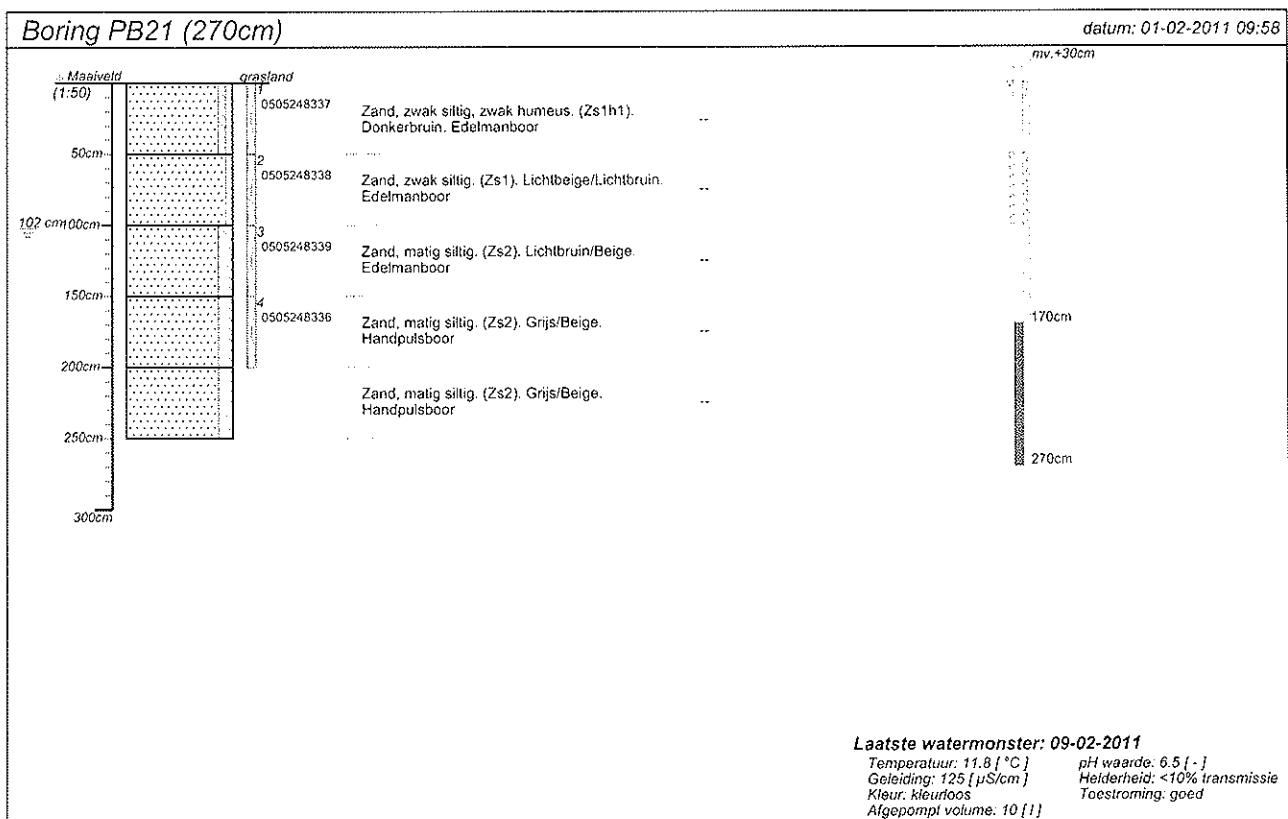 Boring PB21 (270cm)
datum: 01-02-2011 09:58
mv.+30cm
Maaiveld
grasland
(1:50)
1
0505248337
Zand, zwak siltig, zwak humeus. (Zs1h1).
Donkerbruin. Edelmanboor
--
50cm
2
0505248338
Zand, zwak siltig. (Zs1). Lichtbeige/Lichtbruin.
Edelmanboor
--
102 cm
100cm
3
0505248339
Zand, matig siltig. (Zs2). Lichtbruin/Beige.
Edelmanboor
--
150cm
4
0505248336
Zand, matig siltig. (Zs2). Grijs/Beige.
Handpulsboor
--
170cm
200cm
Zand, matig siltig. (Zs2). Grijs/Beige.
Handpulsboor
--
250cm
270cm
300cm
Laatste watermonster: 09-02-2011
Temperatuur: 11.8 [ °C ]
pH waarde: 6.5 [ - ]
Geleiding: 125 [ µS/cm ]
Helderheid: <10% transmissie
Kleur: kleurloos
Toestroming: goed
Afgepompt volume: 10 [ l ]